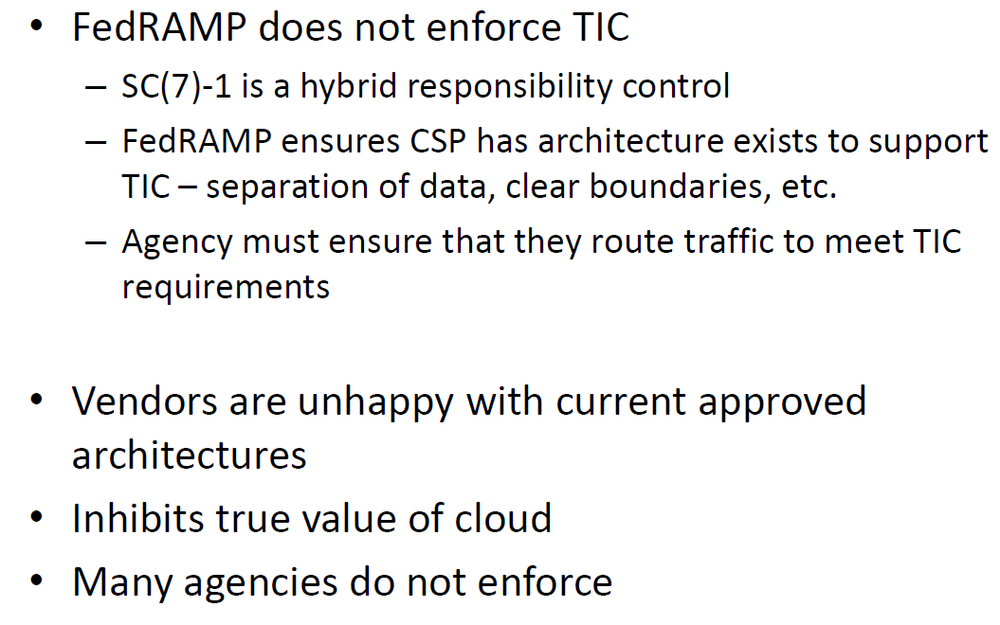 • FedRAMP does not enforce TIC
– SC(7)-1 is a hybrid responsibility control
– FedRAMP ensures CSP has architecture exists to support
TIC – separation of data, clear boundaries, etc.
– Agency must ensure that they route traffic to meet TIC
requirements
• Vendors are unhappy with current approved
architectures
• Inhibits true value of cloud
• Many agencies do not enforce